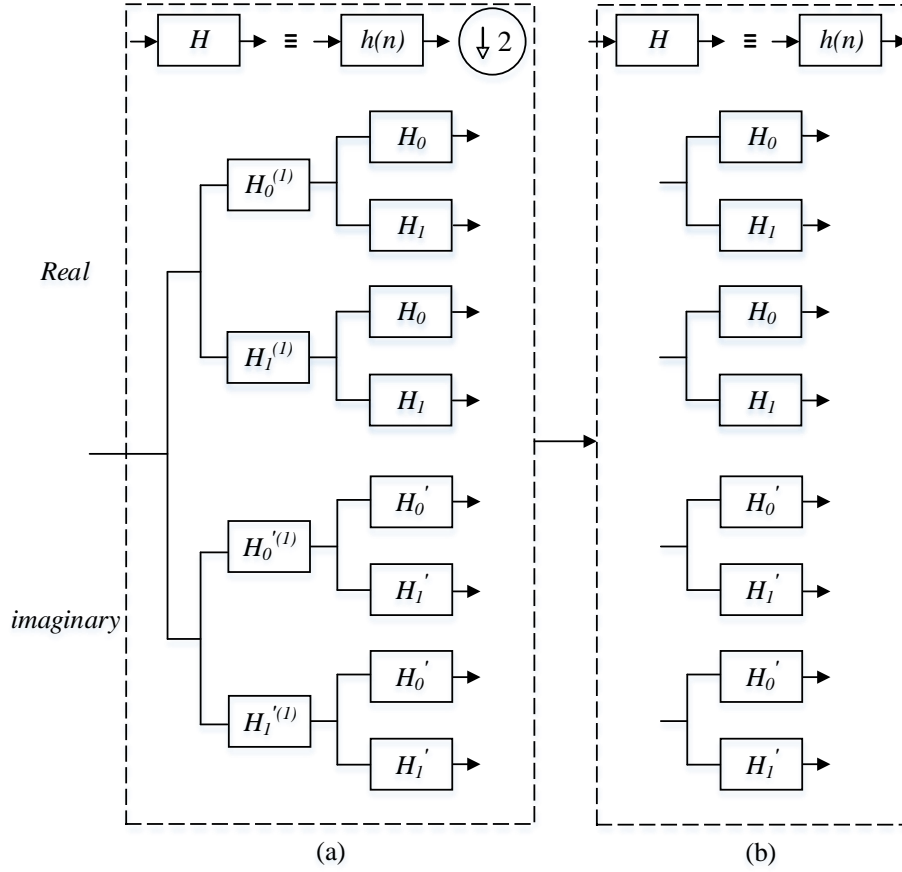 H ≡ h(n) ↓ 2
H ≡ h(n)
H₀
H₀⁽¹⁾
H₁
Real
H₀
H₁⁽¹⁾
H₁
H₀'
H₀'⁽¹⁾
H₁'
imaginary
H₀'
H₁'⁽¹⁾
H₁'
H₀
H₁
H₀
H₁
H₀'
H₁'
H₀'
H₁'
(a)
(b)